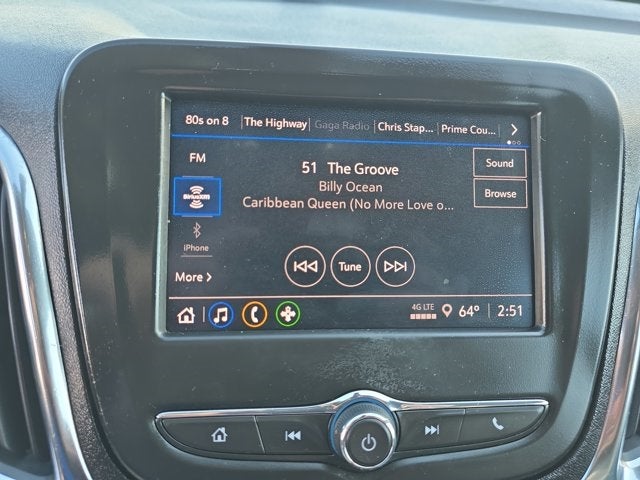 80s on 8 The Highway Gaga Radio Chris Stap... Prime Cou...
FM
51 The Groove
Sound
Billy Ocean
SiriusXM
Browse
Caribbean Queen (No More Love o...
iPhone
Tune
More
4G LTE
64° 2:51